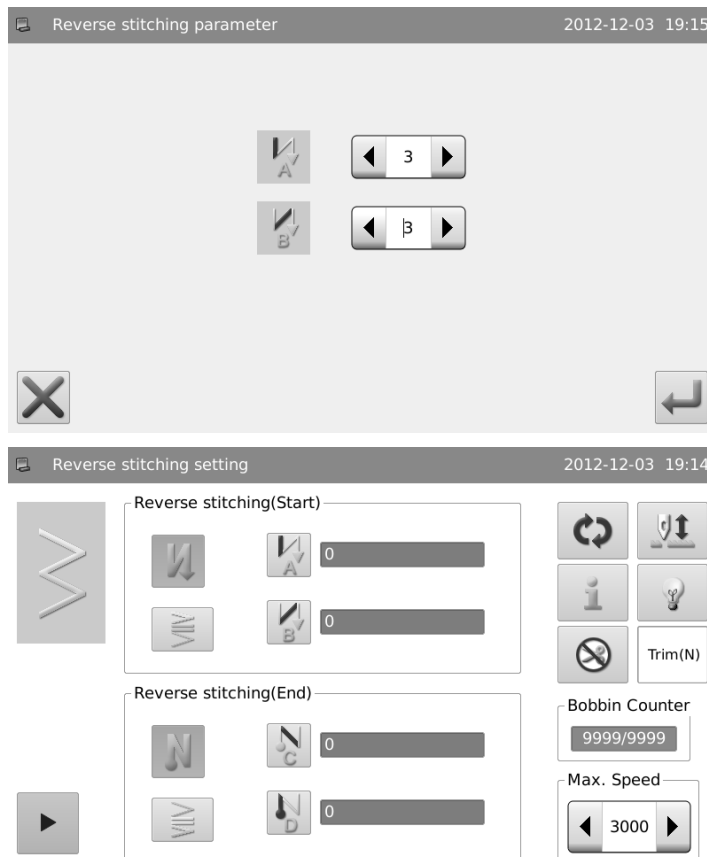 Reverse stitching parameter 2012-12-03 19:15
A 3
B 3
Reverse stitching setting 2012-12-03 19:14
Reverse stitching(Start)
A 0
B 0
Trim(N)
Reverse stitching(End)
Bobbin Counter
C 0
9999/9999
Max. Speed
D 0
3000